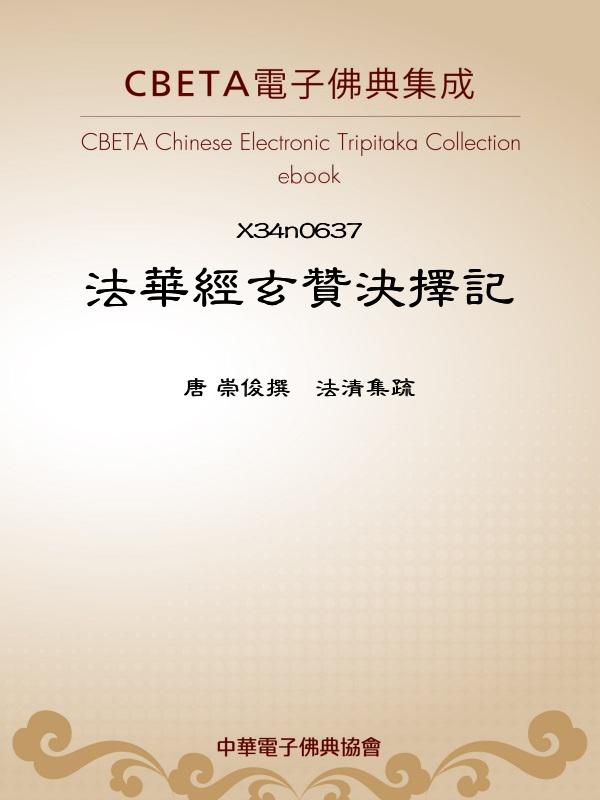 CBETA電子佛典集成
CBETA Chinese Electronic Tripitaka Collection
ebook
X34n0637
法華經玄贊決擇記
唐 崇俊撰　法清集疏
中華電子佛典協會